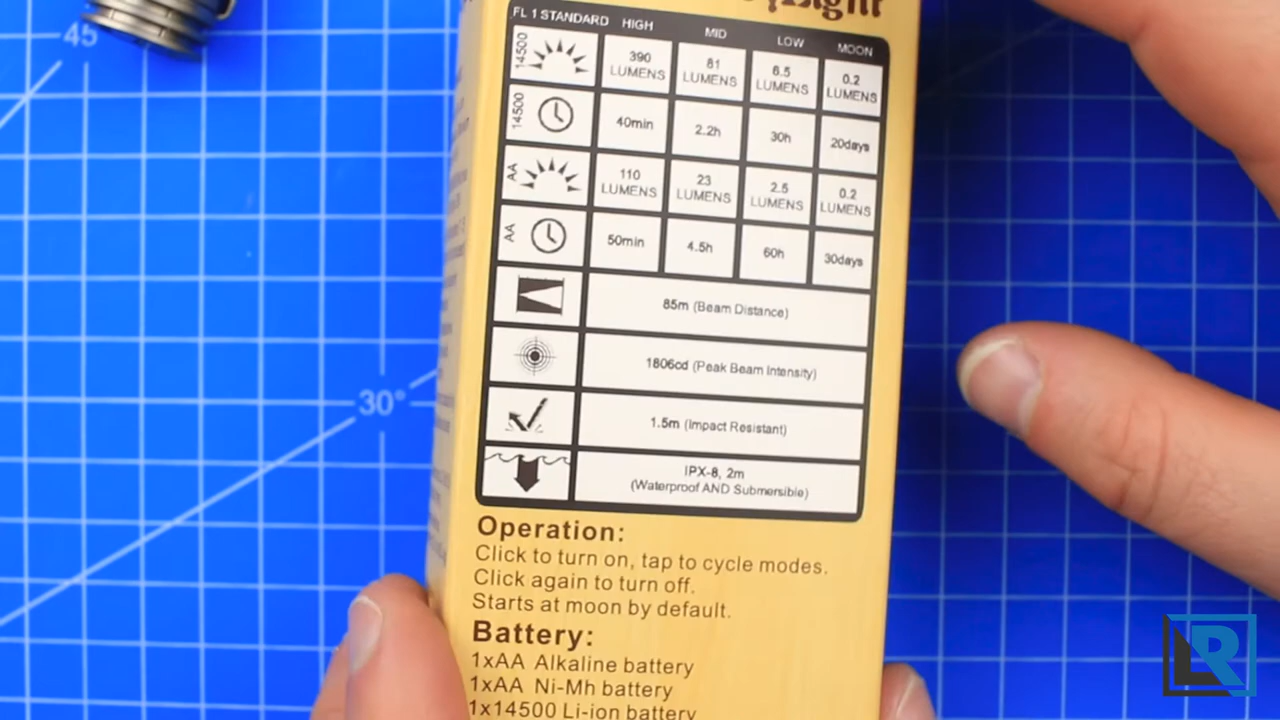 45
Light
FL 1 STANDARD HIGH MID LOW MOON
14500 390 LUMENS 81 LUMENS 6.5 LUMENS 0.2 LUMENS
14500 40min 2.2h 30h 20days
AA 110 LUMENS 23 LUMENS 2.5 LUMENS 0.2 LUMENS
AA 50min 4.5h 60h 30days
85m (Beam Distance)
1806cd (Peak Beam Intensity)
1.5m (Impact Resistant)
IPX-8, 2m
(Waterproof AND Submersible)
30°
Operation:
Click to turn on, tap to cycle modes.
Click again to turn off.
Starts at moon by default.
Battery:
1xAA Alkaline battery
1xAA Ni-Mh battery
1x14500 Li-ion battery
LR